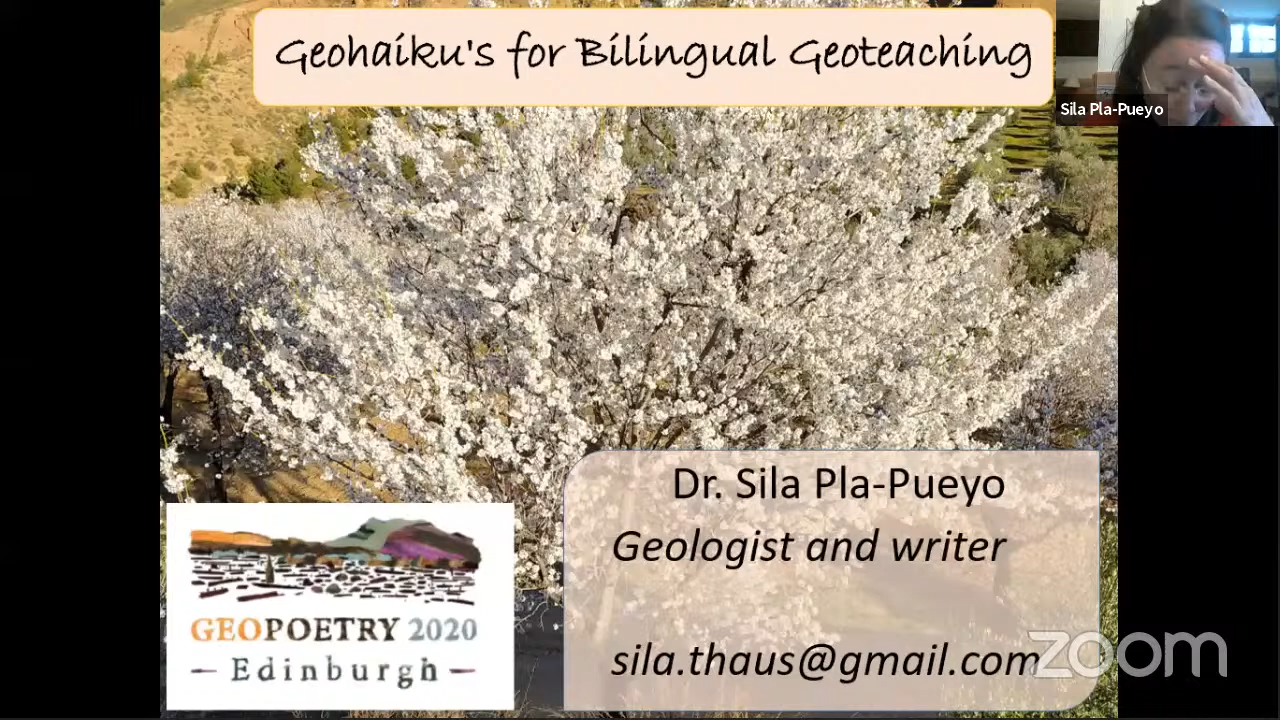 Geohaiku's for Bilingual Geoteaching
Sila Pla-Pueyo
Dr. Sila Pla-Pueyo
Geologist and writer
sila.thaus@gmail.com
GEOPOETRY 2020
– Edinburgh –
zoom